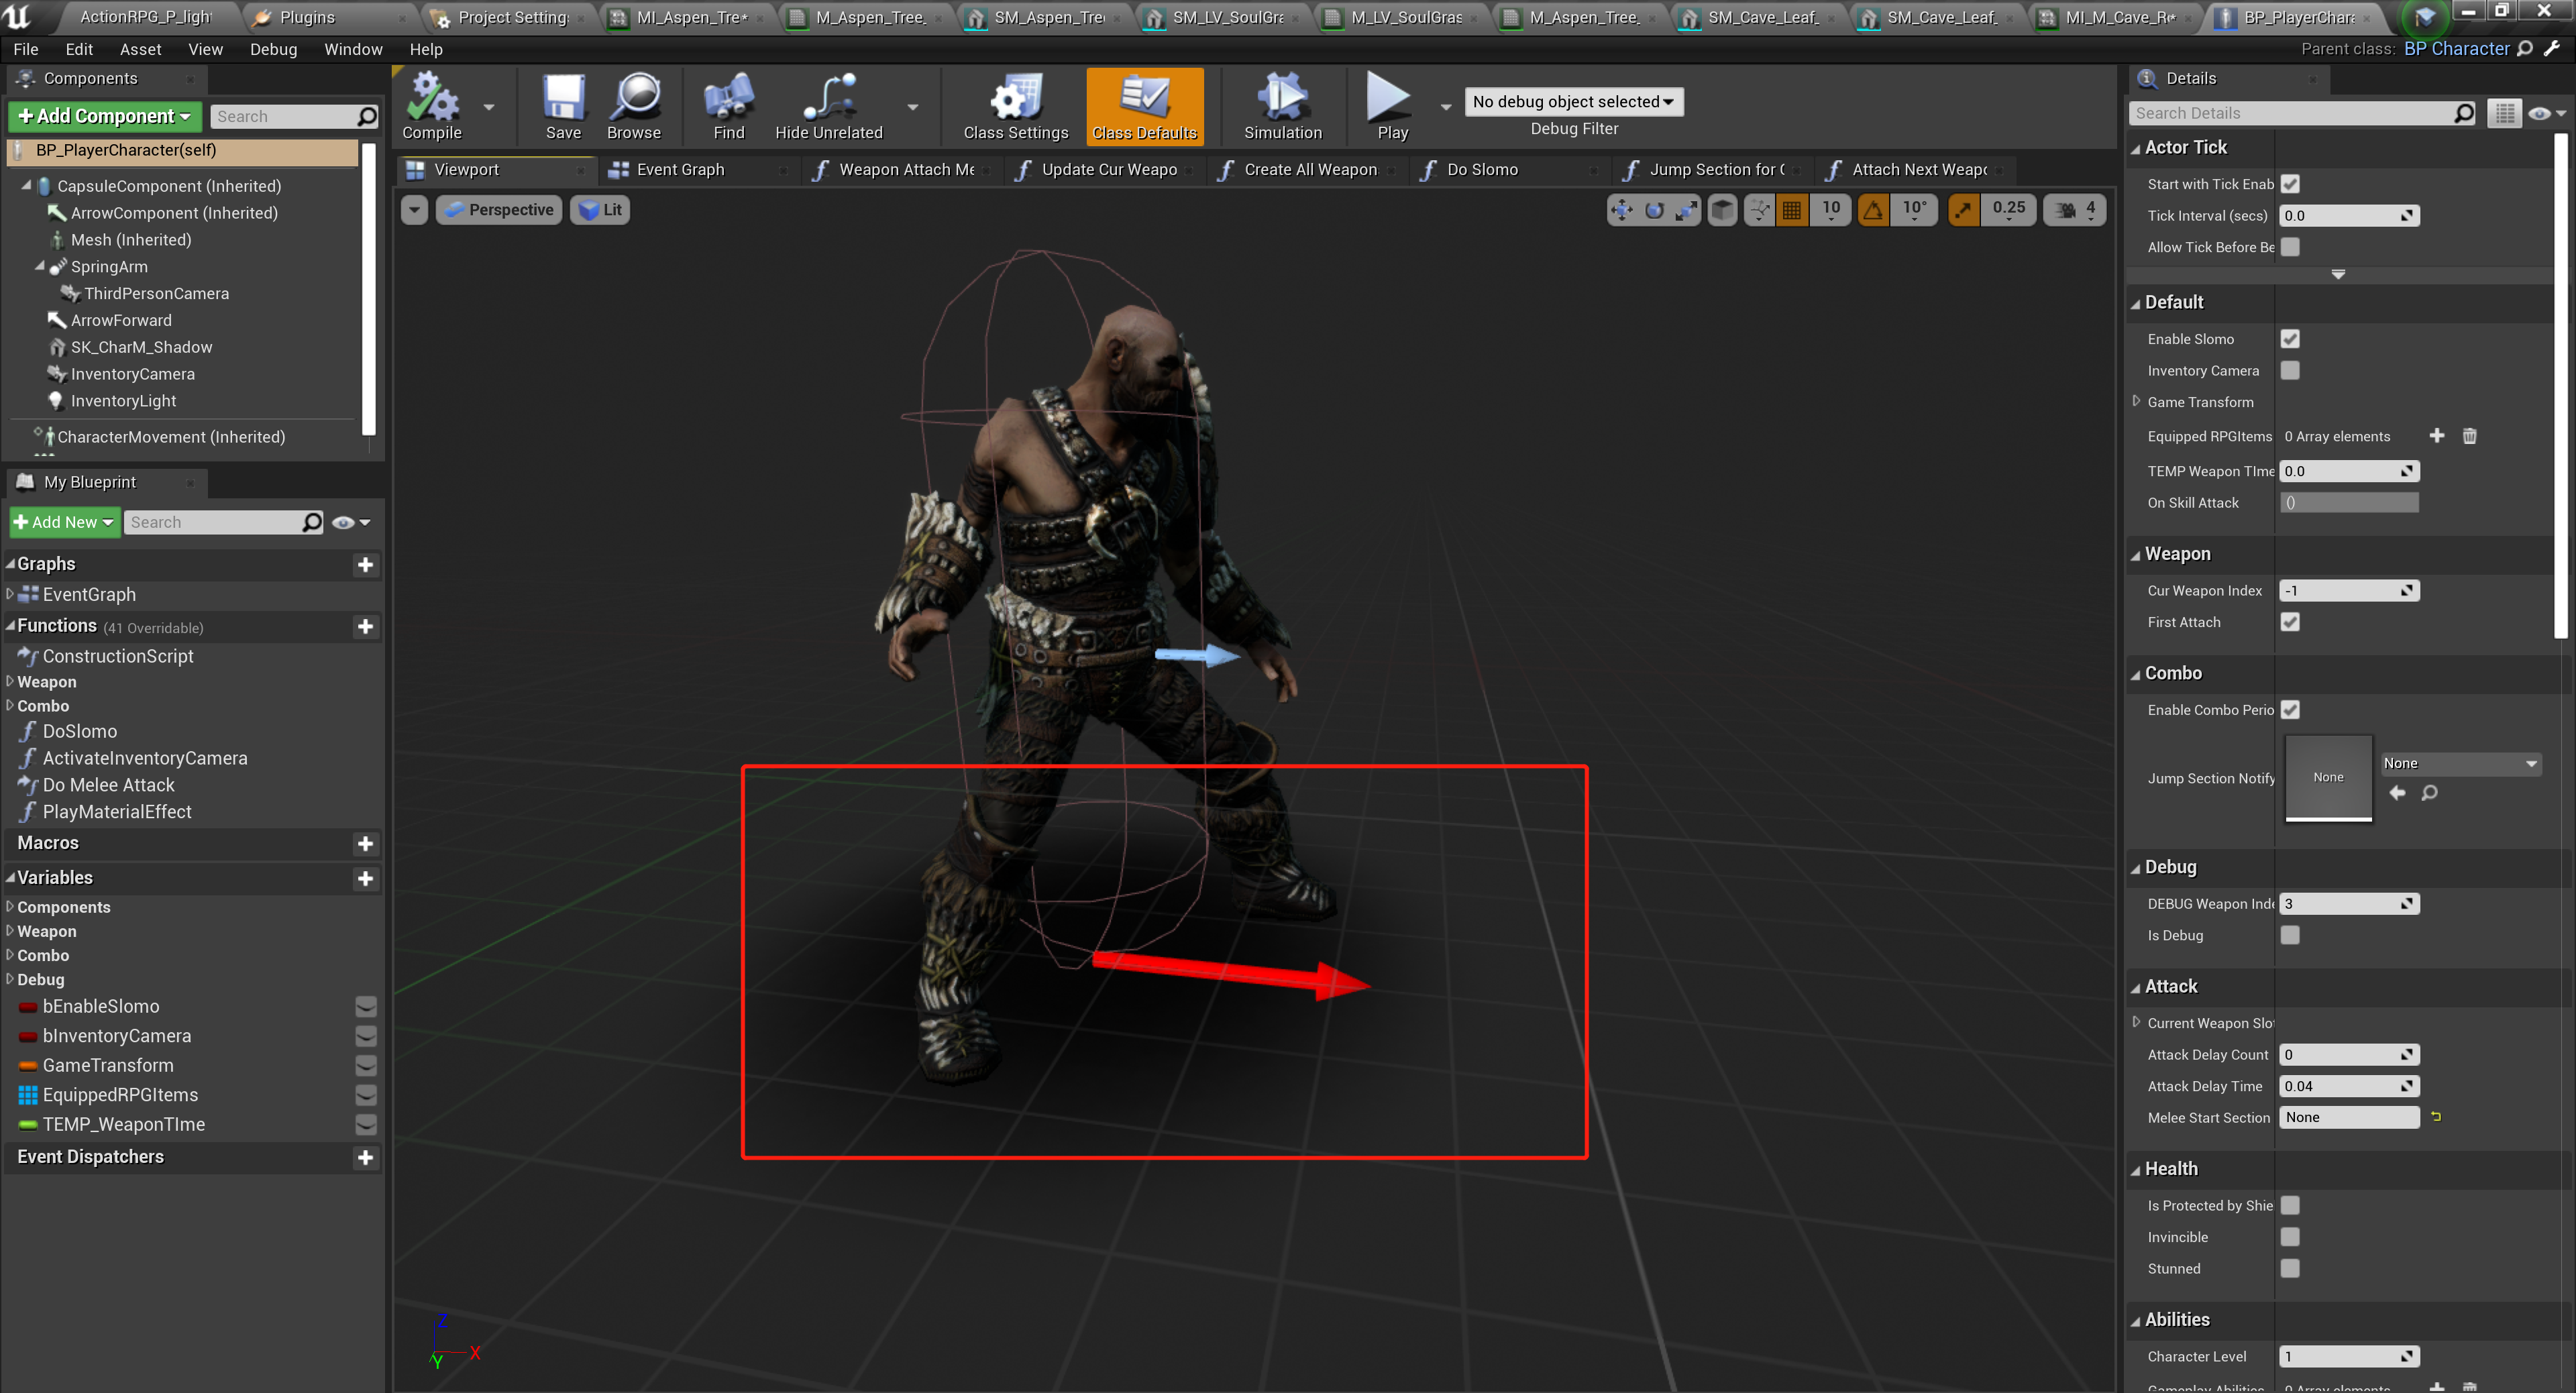 ActionRPG_P_ligh
Plugins
Project Setting
MI_Aspen_Tre*
M_Aspen_Tree_
SM_Aspen_Tre
SM_LV_SoulGra
M_LV_SoulGras
M_Aspen_Tree_
SM_Cave_Leaf_
SM_Cave_Leaf_
MI_M_Cave_R*
BP_PlayerChara
File Edit Asset View Debug Window Help
Parent class: BP Character
Components
+ Add Component
Search
BP_PlayerCharacter(self)
CapsuleComponent (Inherited)
ArrowComponent (Inherited)
Mesh (Inherited)
SpringArm
ThirdPersonCamera
ArrowForward
SK_CharM_Shadow
InventoryCamera
InventoryLight
CharacterMovement (Inherited)
My Blueprint
+ Add New
Search
Graphs
EventGraph
Functions (41 Overridable)
ConstructionScript
Weapon
Combo
DoSlomo
ActivateInventoryCamera
Do Melee Attack
PlayMaterialEffect
Macros
Variables
Components
Weapon
Combo
Debug
bEnableSlomo
bInventoryCamera
GameTransform
EquippedRPGItems
TEMP_WeaponTIme
Event Dispatchers
Compile
Save
Browse
Find
Hide Unrelated
Class Settings
Class Defaults
Simulation
Play
No debug object selected
Debug Filter
Viewport
Event Graph
Weapon Attach Me
Update Cur Weapo
Create All Weapon
Do Slomo
Jump Section for C
Attach Next Weapc
Perspective
Lit
10
10°
0.25
4
Z
X
Y
Details
Search Details
Actor Tick
Start with Tick Enab
Tick Interval (secs) 0.0
Allow Tick Before Be
Default
Enable Slomo
Inventory Camera
Game Transform
Equipped RPGItems 0 Array elements
TEMP Weapon TIme 0.0
On Skill Attack ()
Weapon
Cur Weapon Index -1
First Attach
Combo
Enable Combo Perio
Jump Section Notify
None
None
Debug
DEBUG Weapon Inde 3
Is Debug
Attack
Current Weapon Slot
Attack Delay Count 0
Attack Delay Time 0.04
Melee Start Section None
Health
Is Protected by Shie
Invincible
Stunned
Abilities
Character Level 1
Gameplay Abilities 0 Array elements